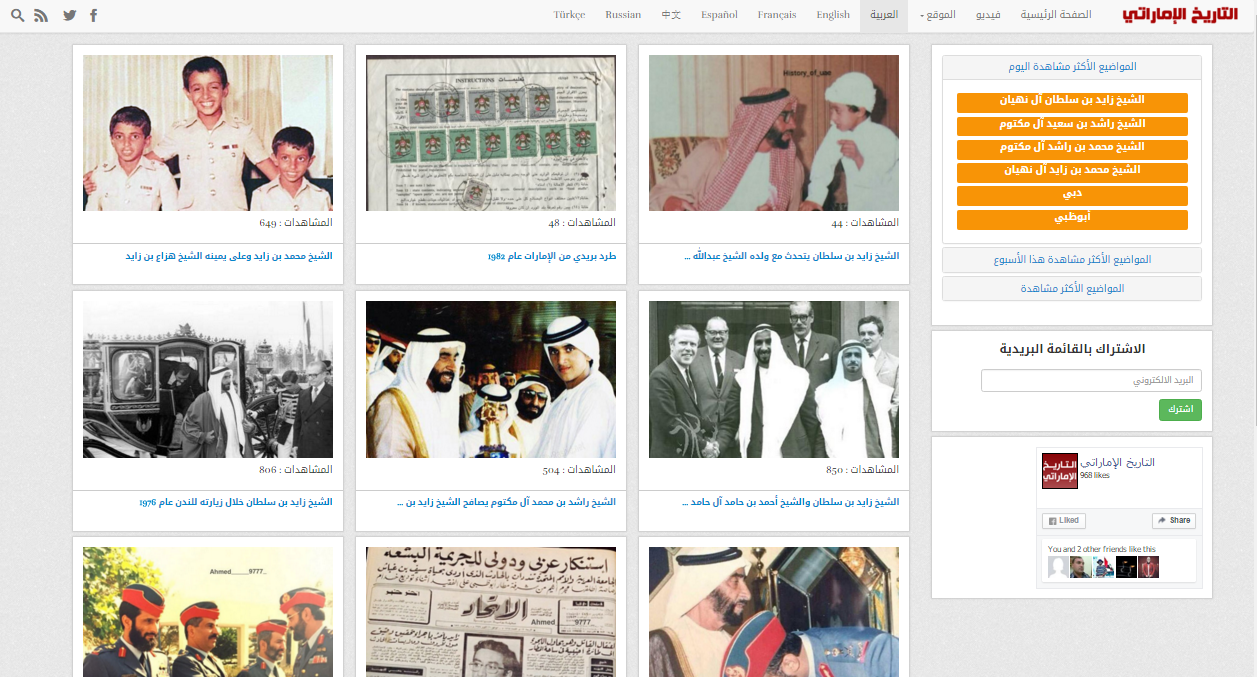 التاريخ الإماراتي
الصفحة الرئيسية
فيديو
الموقع
العربية
English
Français
Español
中文
Russian
Türkçe
المواضيع الأكثر مشاهدة اليوم
الشيخ زايد بن سلطان آل نهيان
الشيخ راشد بن سعيد آل مكتوم
الشيخ محمد بن راشد آل مكتوم
الشيخ محمد بن زايد آل نهيان
دبي
أبوظبي
المواضيع الأكثر مشاهدة هذا الأسبوع
المواضيع الأكثر مشاهدة
الاشتراك بالقائمة البريدية
البريد الالكتروني
اشترك
التاريخ الإماراتي
التاريخ الإماراتي
968 likes
Liked
Share
You and 2 other friends like this
History_of_uae
المشاهدات : 44
الشيخ زايد بن سلطان يتحدث مع ولده الشيخ عبدالله ...
INSTRUCTIONS تعليمات
المشاهدات : 48
طرد بريدي من الإمارات عام 1982
المشاهدات : 649
الشيخ محمد بن زايد وعلى يمينه الشيخ هزاع بن زايد
المشاهدات : 850
الشيخ زايد بن سلطان والشيخ أحمد بن حامد آل حامد ...
المشاهدات : 504
الشيخ راشد بن محمد آل مكتوم يصافح الشيخ زايد بن ...
المشاهدات : 806
الشيخ زايد بن سلطان خلال زيارته للندن عام 1976
استنكار عربي ودولي للجريمة البشعة
الاتحاد
Ahmed____9777_
Ahmed_____9777_